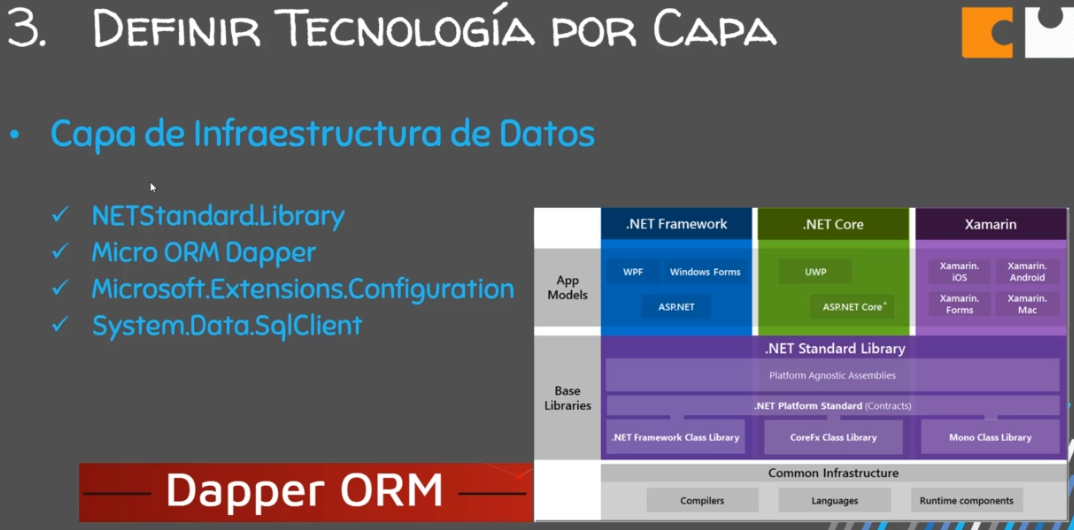 3. Definir Tecnología por Capa
• Capa de Infraestructura de Datos
✓ NETStandard.Library
✓ Micro ORM Dapper
✓ Microsoft.Extensions.Configuration
✓ System.Data.SqlClient
Dapper ORM
.NET Framework
.NET Core
Xamarin
App Models
WPF
Windows Forms
ASP.NET
UWP
ASP.NET Core*
Xamarin. iOS
Xamarin. Android
Xamarin. Forms
Xamarin. Mac
Base Libraries
.NET Standard Library
Platform Agnostic Assemblies
.NET Platform Standard (Contracts)
.NET Framework Class Library
CoreFx Class Library
Mono Class Library
Common Infrastructure
Compilers
Languages
Runtime components